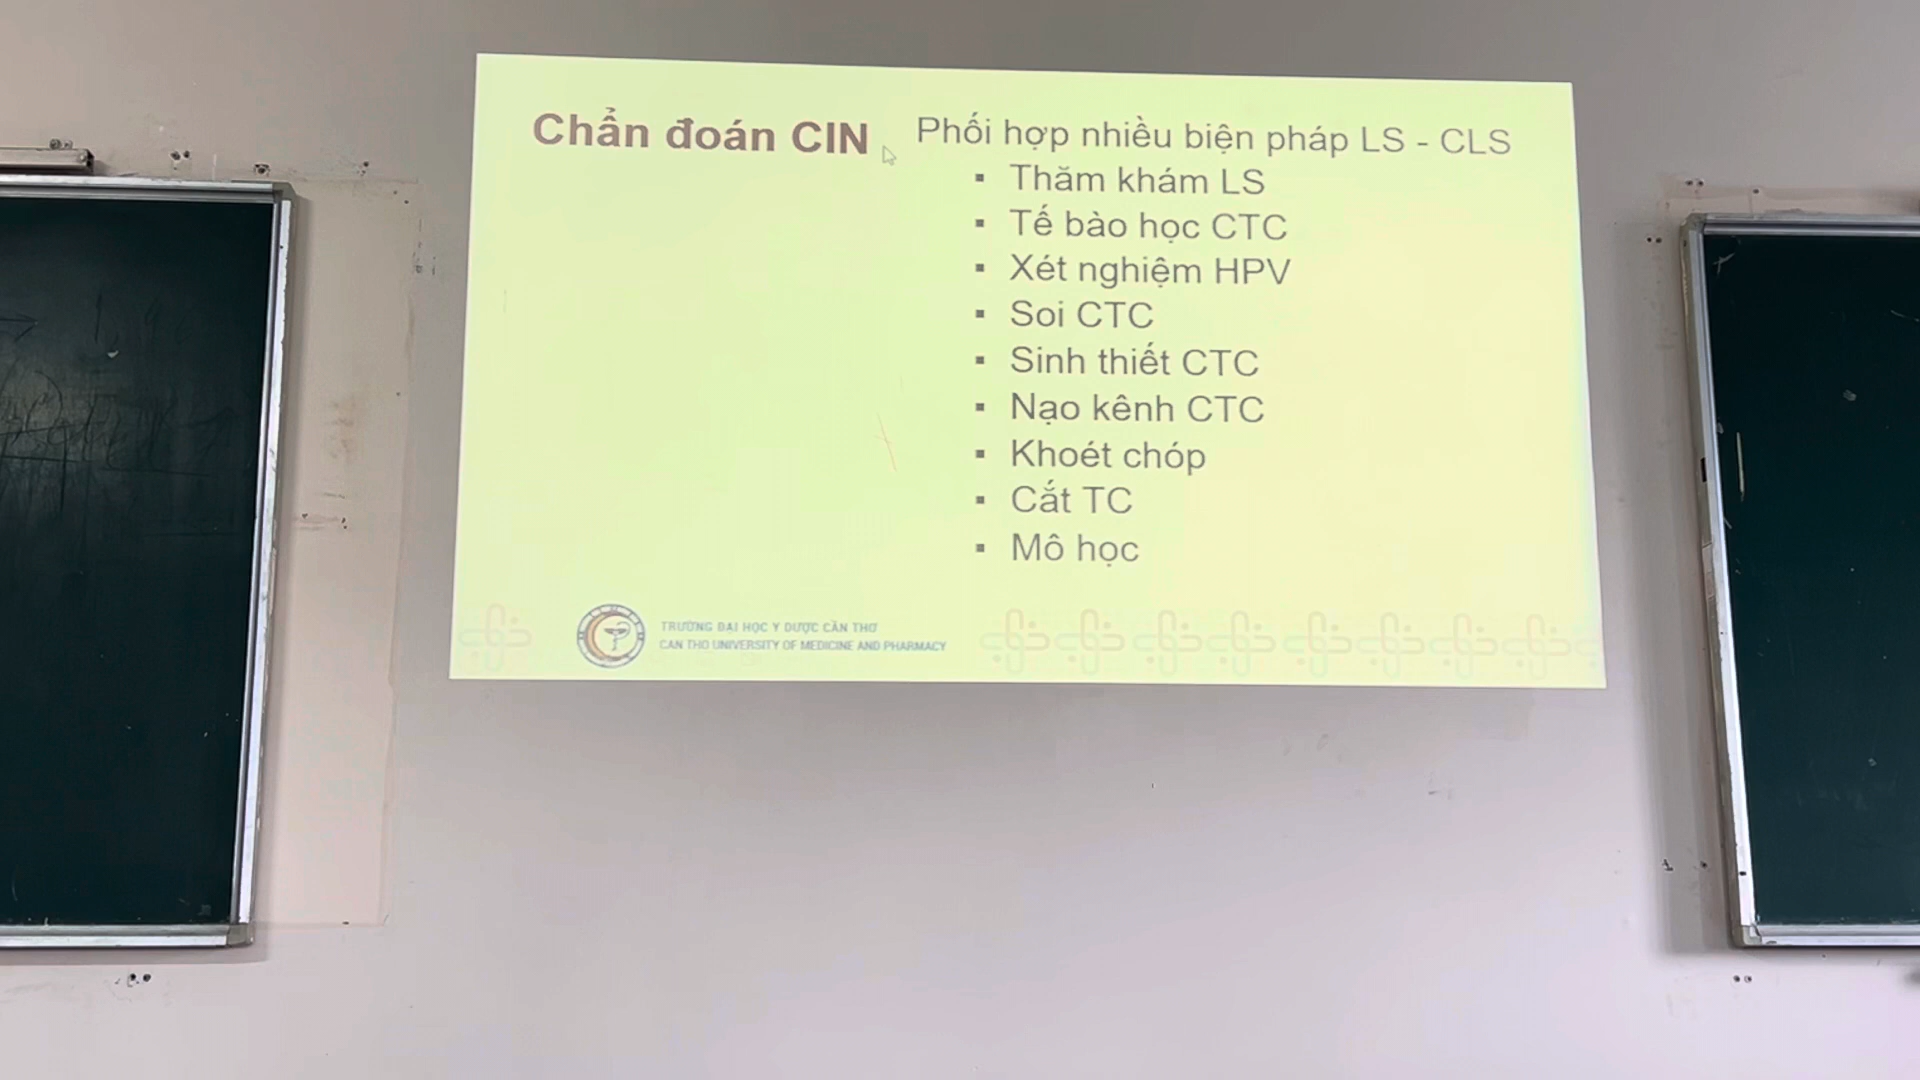 Chẩn đoán CIN
Phối hợp nhiều biện pháp LS - CLS
▪ Thăm khám LS
▪ Tế bào học CTC
▪ Xét nghiệm HPV
▪ Soi CTC
▪ Sinh thiết CTC
▪ Nạo kênh CTC
▪ Khoét chóp
▪ Cắt TC
▪ Mô học
TRƯỜNG ĐẠI HỌC Y DƯỢC CẦN THƠ
CAN THO UNIVERSITY OF MEDICINE AND PHARMACY